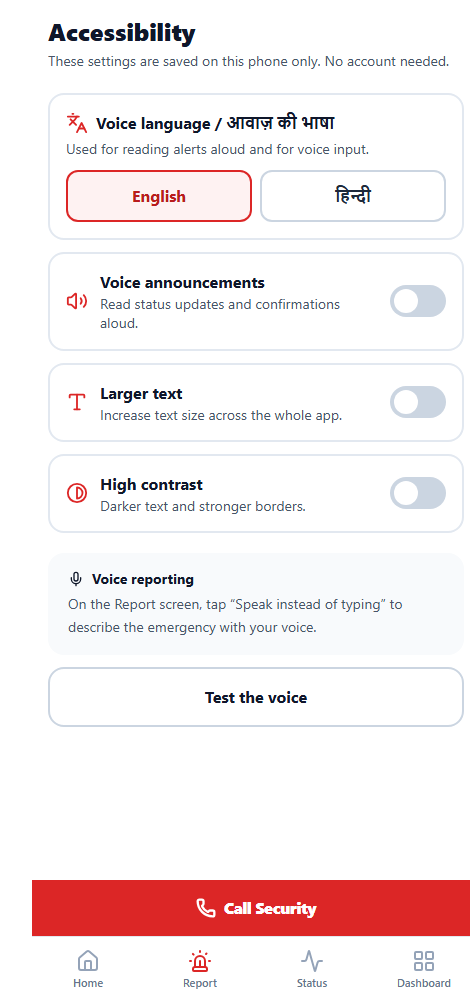 Accessibility
These settings are saved on this phone only. No account needed.
Voice language / आवाज़ की भाषा
Used for reading alerts aloud and for voice input.
English
हिन्दी
Voice announcements
Read status updates and confirmations
aloud.
Larger text
Increase text size across the whole app.
High contrast
Darker text and stronger borders.
Voice reporting
On the Report screen, tap “Speak instead of typing” to
describe the emergency with your voice.
Test the voice
Call Security
Home
Report
Status
Dashboard